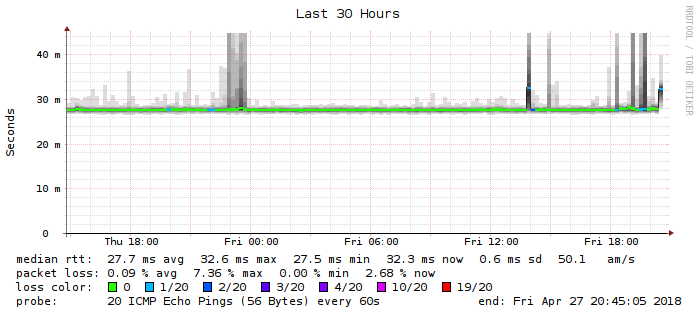 Last 30 Hours
RRDTOOL / TOBI OETIKER
Seconds
40 m
30 m
20 m
10 m
0
Thu 18:00 Fri 00:00 Fri 06:00 Fri 12:00 Fri 18:00
median rtt: 27.7 ms avg 32.6 ms max 27.5 ms min 32.3 ms now 0.6 ms sd 50.1 am/s
packet loss: 0.09 % avg 7.36 % max 0.00 % min 2.68 % now
loss color: 0 1/20 2/20 3/20 4/20 10/20 19/20
probe: 20 ICMP Echo Pings (56 Bytes) every 60s end: Fri Apr 27 20:45:05 2018